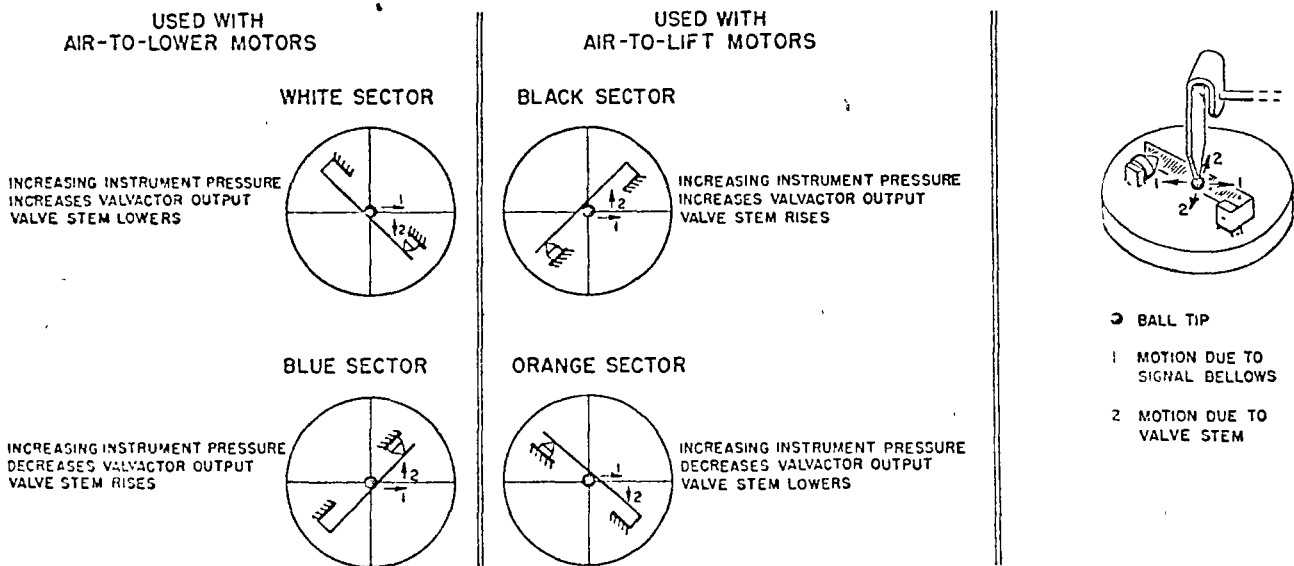 USED WITH
AIR-TO-LOWER MOTORS
WHITE SECTOR
INCREASING INSTRUMENT PRESSURE
INCREASES VALVACTOR OUTPUT
VALVE STEM LOWERS
1
2
BLUE SECTOR
INCREASING INSTRUMENT PRESSURE
DECREASES VALVACTOR OUTPUT
VALVE STEM RISES
2
1
USED WITH
AIR-TO-LIFT MOTORS
BLACK SECTOR
2
1
INCREASING INSTRUMENT PRESSURE
INCREASES VALVACTOR OUTPUT
VALVE STEM RISES
ORANGE SECTOR
1
2
INCREASING INSTRUMENT PRESSURE
DECREASES VALVACTOR OUTPUT
VALVE STEM LOWERS
2
1
1
2
BALL TIP
1 MOTION DUE TO
SIGNAL BELLOWS
2 MOTION DUE TO
VALVE STEM